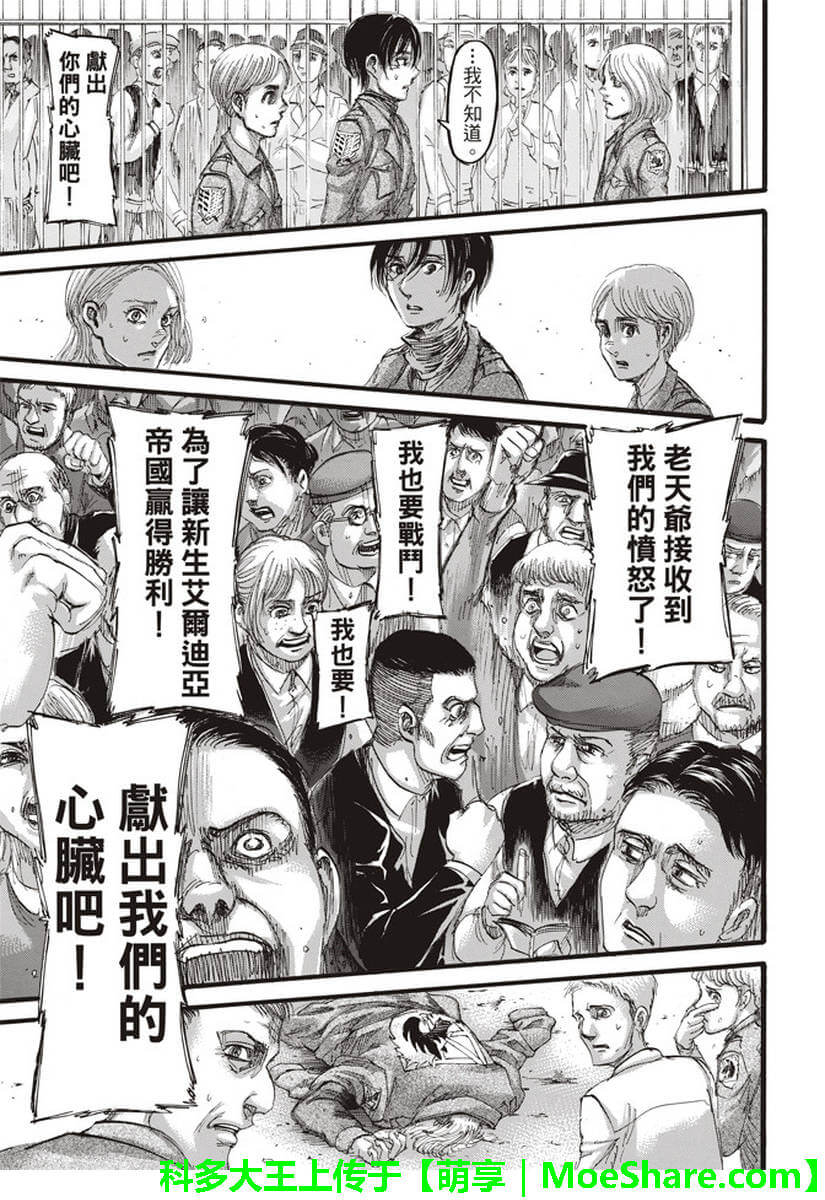 …我不知道。
獻出
你們的心臟吧！
老天爺接收到
我們的憤怒了！
我也要戰鬥！
我也要！
為了讓新生艾爾迪亞
帝國贏得勝利！
獻出我們的
心臟吧！
科多大王上传于【萌享｜MoeShare.com】